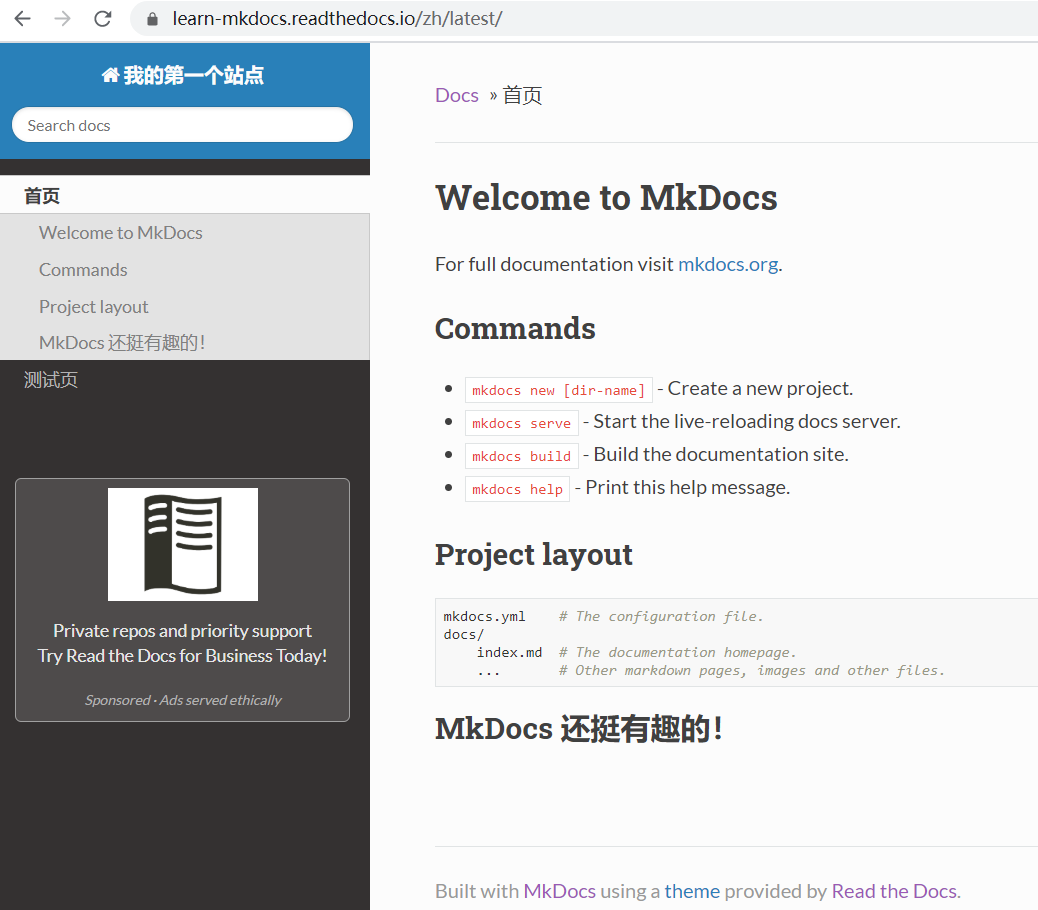 learn-mkdocs.readthedocs.io/zh/latest/
我的第一个站点
Search docs
首页
Welcome to MkDocs
Commands
Project layout
MkDocs 还挺有趣的！
测试页
Private repos and priority support
Try Read the Docs for Business Today!
Sponsored · Ads served ethically
Docs » 首页
Welcome to MkDocs
For full documentation visit mkdocs.org.
Commands
mkdocs new [dir-name] - Create a new project.
mkdocs serve - Start the live-reloading docs server.
mkdocs build - Build the documentation site.
mkdocs help - Print this help message.
Project layout
mkdocs.yml    # The configuration file.
docs/
    index.md  # The documentation homepage.
    ...       # Other markdown pages, images and other files.
MkDocs 还挺有趣的！
Built with MkDocs using a theme provided by Read the Docs.